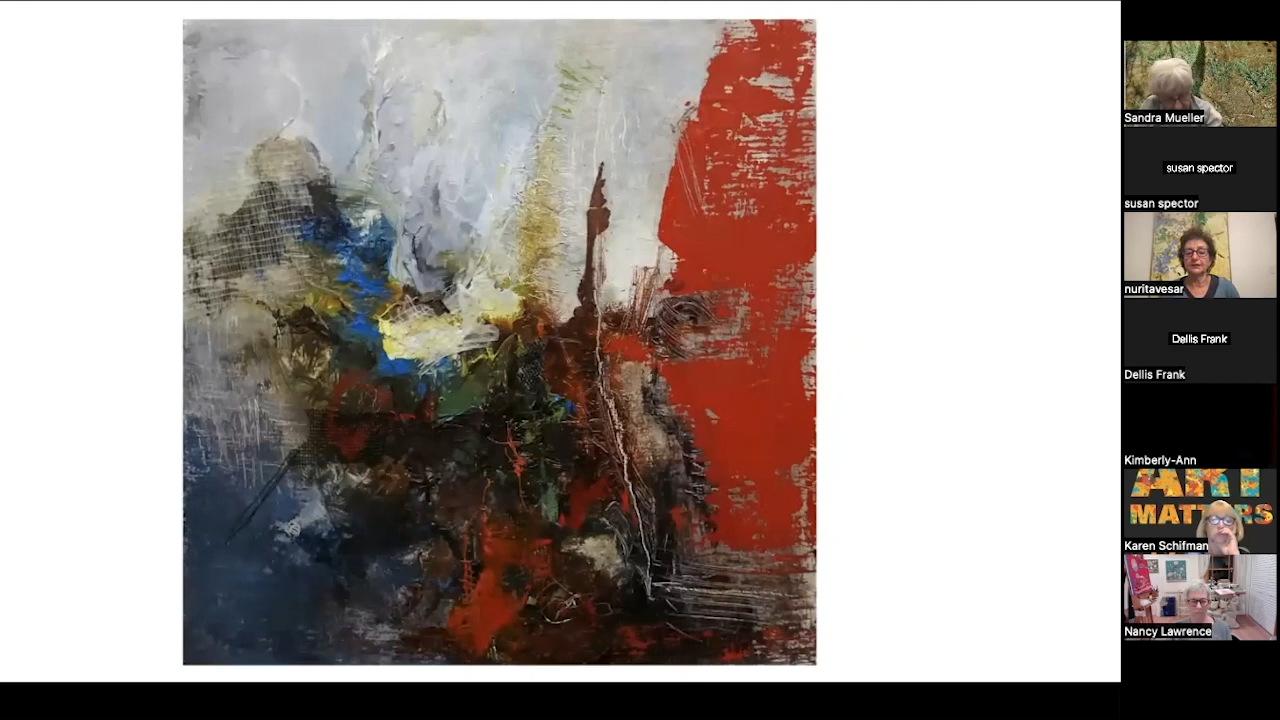 Sandra Mueller
susan spector
susan spector
nuritavesar
Dellis Frank
Dellis Frank
Kimberly-Ann
ART
MATTERS
Karen Schifman
Nancy Lawrence